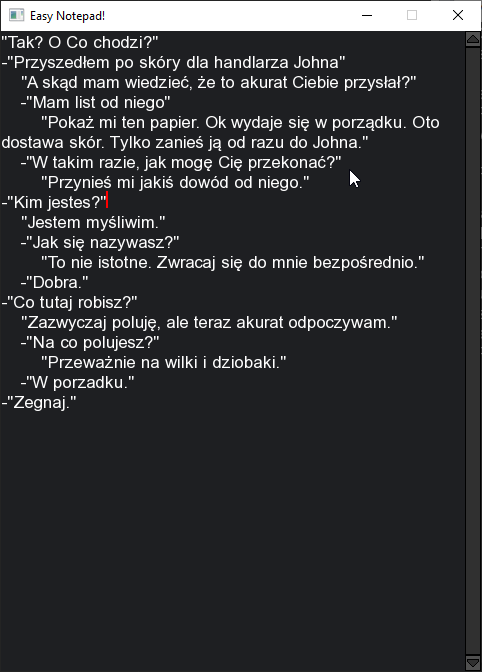 Easy Notepad!
"Tak? O Co chodzi?"
-"Przyszedłem po skóry dla handlarza Johna"
"A skąd mam wiedzieć, że to akurat Ciebie przysłał?"
-"Mam list od niego"
"Pokaż mi ten papier. Ok wydaje się w porządku. Oto
dostawa skór. Tylko zanieś ją od razu do Johna."
-"W takim razie, jak mogę Cię przekonać?"
"Przynieś mi jakiś dowód od niego."
-"Kim jestes?"
"Jestem myśliwim."
-"Jak się nazywasz?"
"To nie istotne. Zwracaj się do mnie bezpośrednio."
-"Dobra."
-"Co tutaj robisz?"
"Zazwyczaj poluję, ale teraz akurat odpoczywam."
-"Na co polujesz?"
"Przeważnie na wilki i dziobaki."
-"W porzadku."
-"Zegnaj."